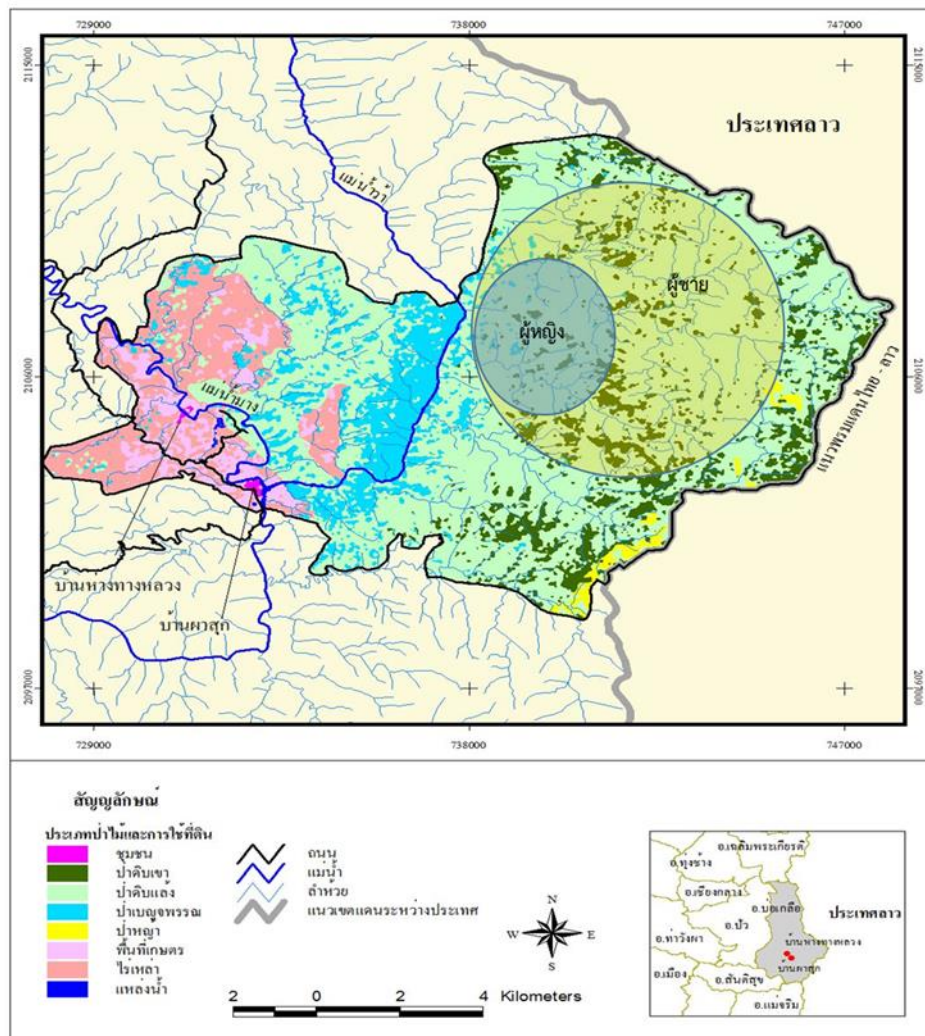 729000
738000
747000
2115000
2115000
ประเทศลาว
แม่น้ำว้า
ผู้ชาย
ผู้หญิง
2106000
2106000
แม่น้ำมาง
แนวพรมแดนไทย - ลาว
บ้านหางทางหลวง
บ้านผาสุก
2097000
2097000
729000
738000
747000
สัญญลักษณ์
ประเภทป่าไม้และการใช้ที่ดิน
ชุมชน
ป่าดิบเขา
ป่าดิบแล้ง
ป่าเบญจพรรณ
ป่าหญ้า
พื้นที่เกษตร
ไร่เหล่า
แหล่งน้ำ
ถนน
แม่น้ำ
ลำห้วย
แนวเขตแดนระหว่างประเทศ
N
W E
S
2 0 2 4 Kilometers
อ.เฉลิมพระเกียรติ
อ.ทุ่งช้าง
อ.เชียงกลาง
อ.บ่อเกลือ
ประเทศลาว
อ.ปัว
อ.ท่าวังผา
บ้านห่างทางหลวง
บ้านผาสุก
อ.เมือง
อ.สันติสุข
อ.แม่จริม